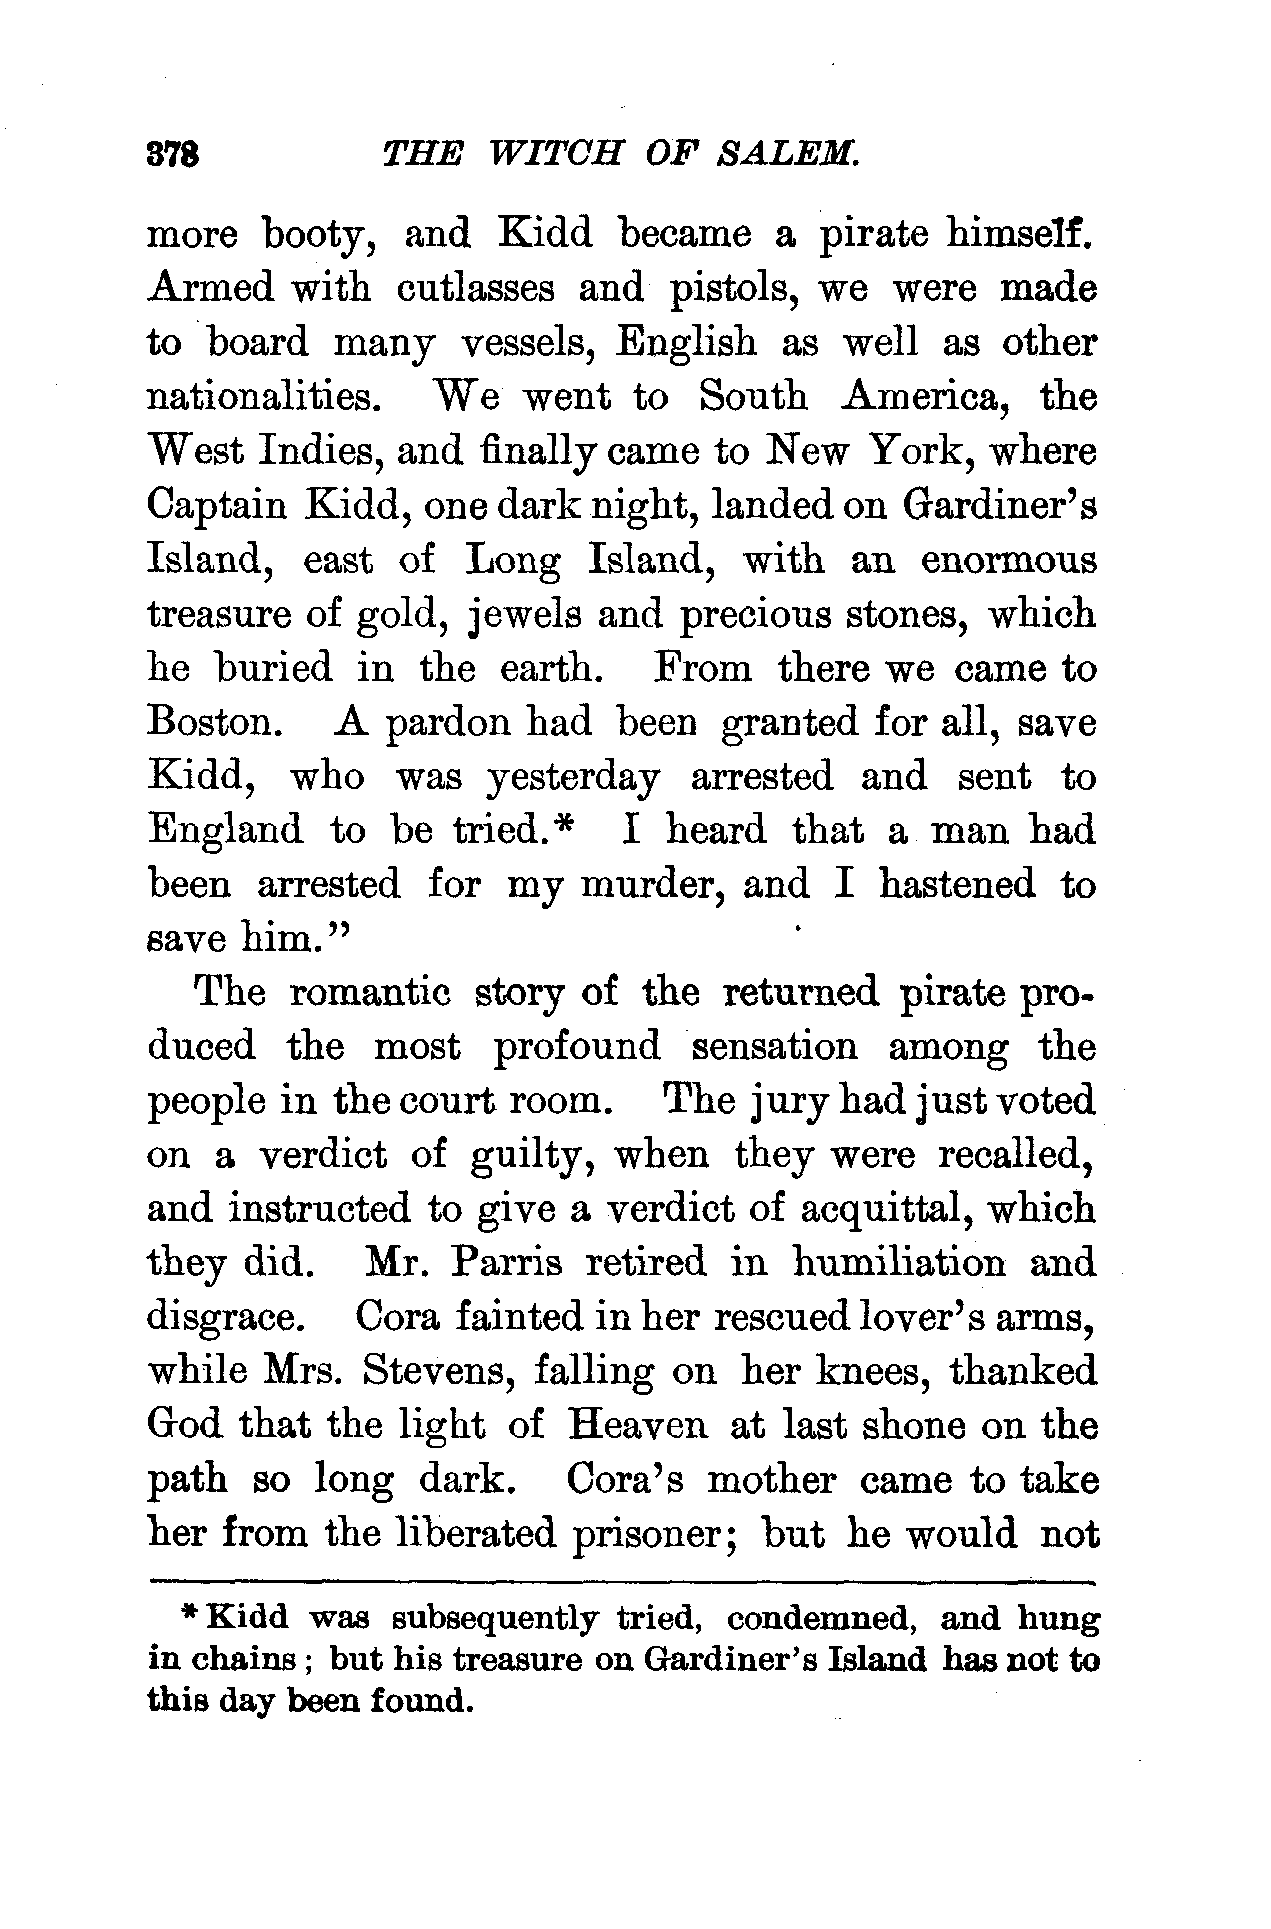 378 THE WITCH OF SALEM.
more booty, and Kidd became a pirate himself.
Armed with cutlasses and pistols, we were made
to board many vessels, English as well as other
nationalities. We went to South America, the
West Indies, and finally came to New York, where
Captain Kidd, one dark night, landed on Gardiner's
Island, east of Long Island, with an enormous
treasure of gold, jewels and precious stones, which
he buried in the earth. From there we came to
Boston. A pardon had been granted for all, save
Kidd, who was yesterday arrested and sent to
England to be tried.* I heard that a man had
been arrested for my murder, and I hastened to
save him."
The romantic story of the returned pirate pro-
duced the most profound sensation among the
people in the court room. The jury had just voted
on a verdict of guilty, when they were recalled,
and instructed to give a verdict of acquittal, which
they did. Mr. Parris retired in humiliation and
disgrace. Cora fainted in her rescued lover's arms,
while Mrs. Stevens, falling on her knees, thanked
God that the light of Heaven at last shone on the
path so long dark. Cora's mother came to take
her from the liberated prisoner; but he would not
* Kidd was subsequently tried, condemned, and hung
in chains; but his treasure on Gardiner's Island has not to
this day been found.